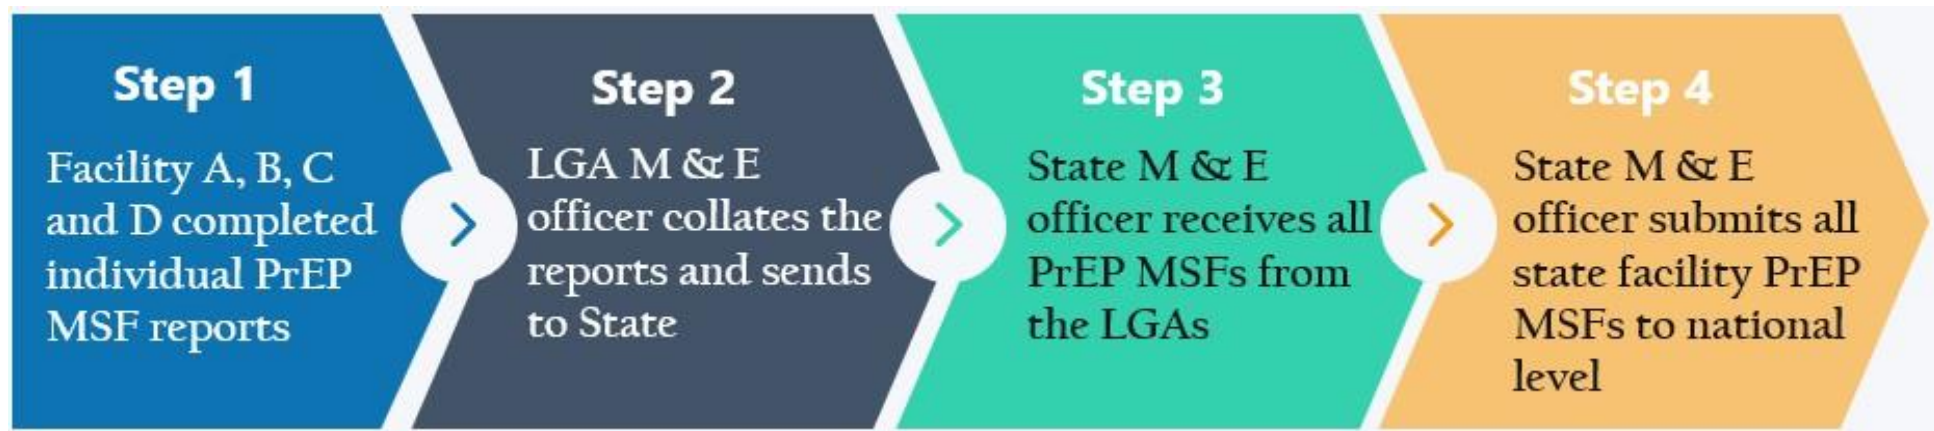 Step 1
Facility A, B, C
and D completed
individual PrEP
MSF reports
Step 2
LGA M & E
officer collates the
reports and sends
to State
Step 3
State M & E
officer receives all
PrEP MSFs from
the LGAs
Step 4
State M & E
officer submits all
state facility PrEP
MSFs to national
level